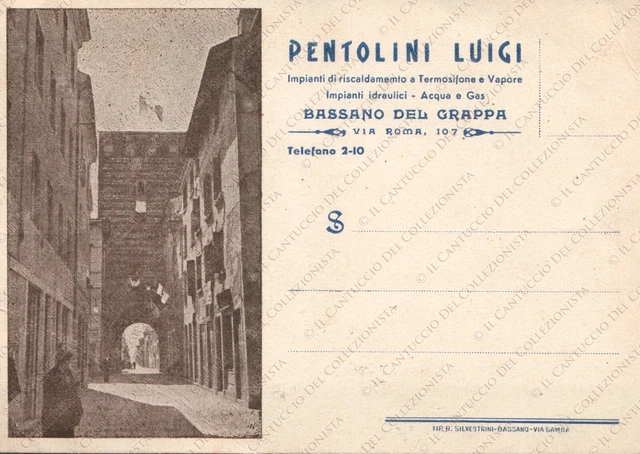 PENTOLINI LUIGI
Impianti di riscaldamemto a Termosifone e Vapore
Impianti idraulici - Acqua e Gas
BASSANO DEL GRAPPA
VIA ROMA, 107
Telefono 2-10
S
TIP. A. SILVESTRINI - BASSANO - VIA GAMBA
© IL CANTUCCIO DEL COLLEZIONISTA